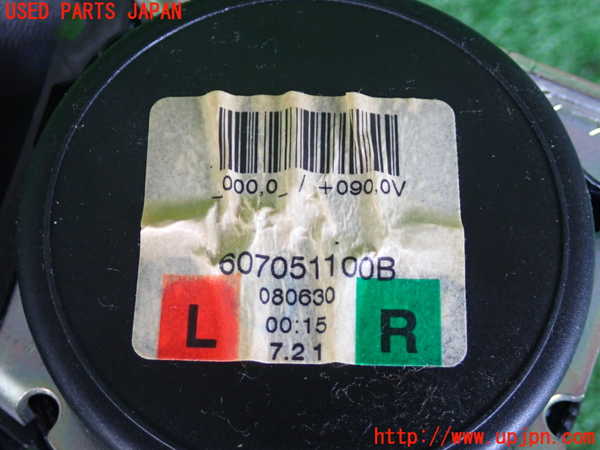 USED PARTS JAPAN
_000,0_ / +090.0V
607051100B
080630
L
R
00:15
7.2 1
http://www.upjpn.com